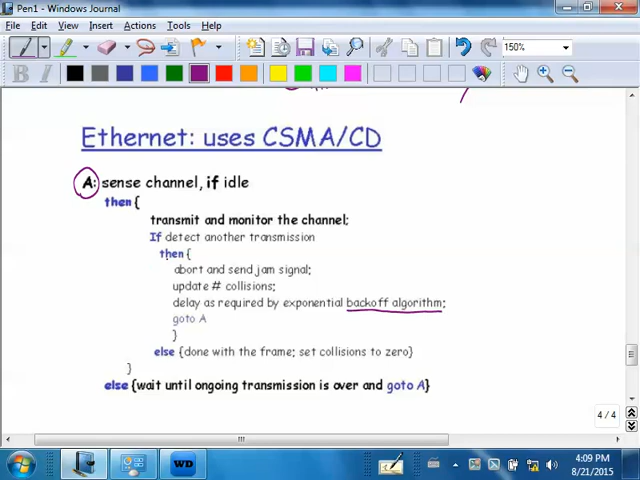 Pen1 - Windows Journal
File Edit View Insert Actions Tools Help
150%
B I
Ethernet: uses CSMA/CD
A: sense channel, if idle
then {
transmit and monitor the channel;
If detect another transmission
then {
abort and send jam signal;
update # collisions;
delay as required by exponential backoff algorithm;
goto A
}
else {done with the frame; set collisions to zero}
}
else {wait until ongoing transmission is over and goto A}
4 / 4
WD
4:09 PM
8/21/2015